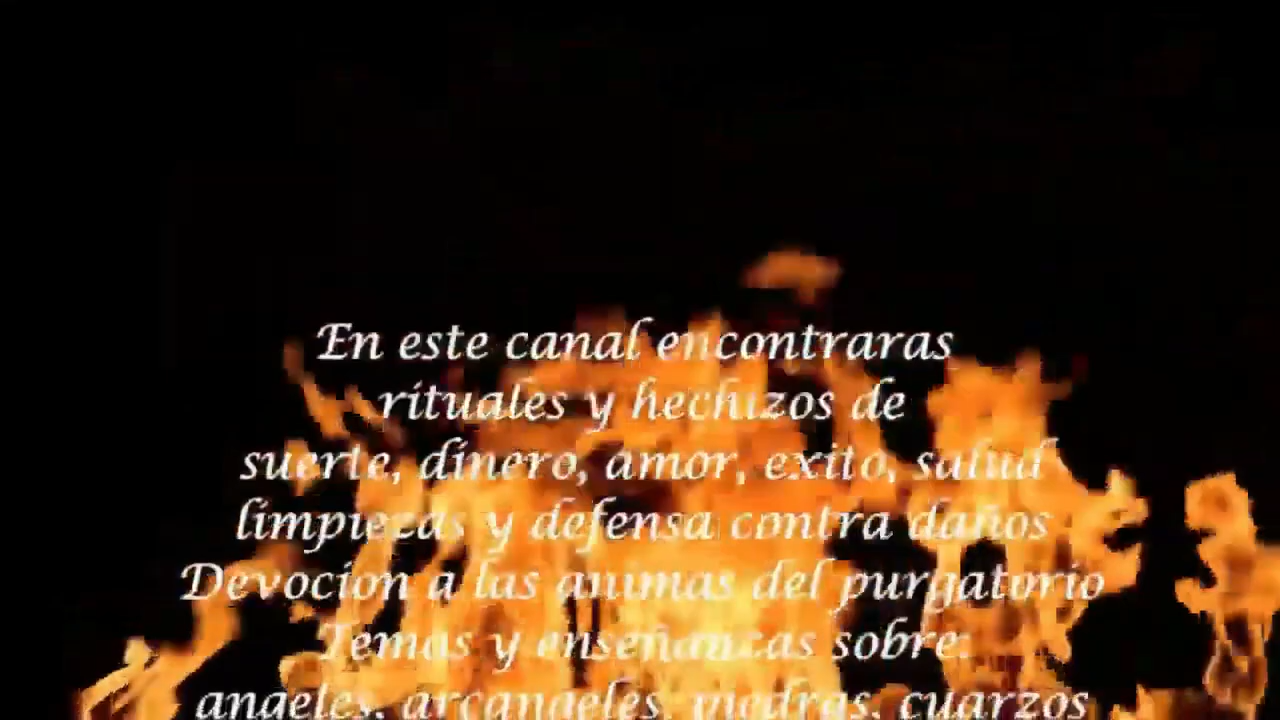 En este canal encontraras
rituales y hechizos de
suerte, dinero, amor, exito, salud
limpiezas y defensa contra daños
Devocion a las animas del purgatorio
Temas y enseñanzas sobre:
angeles, arcangeles, piedras, cuarzos